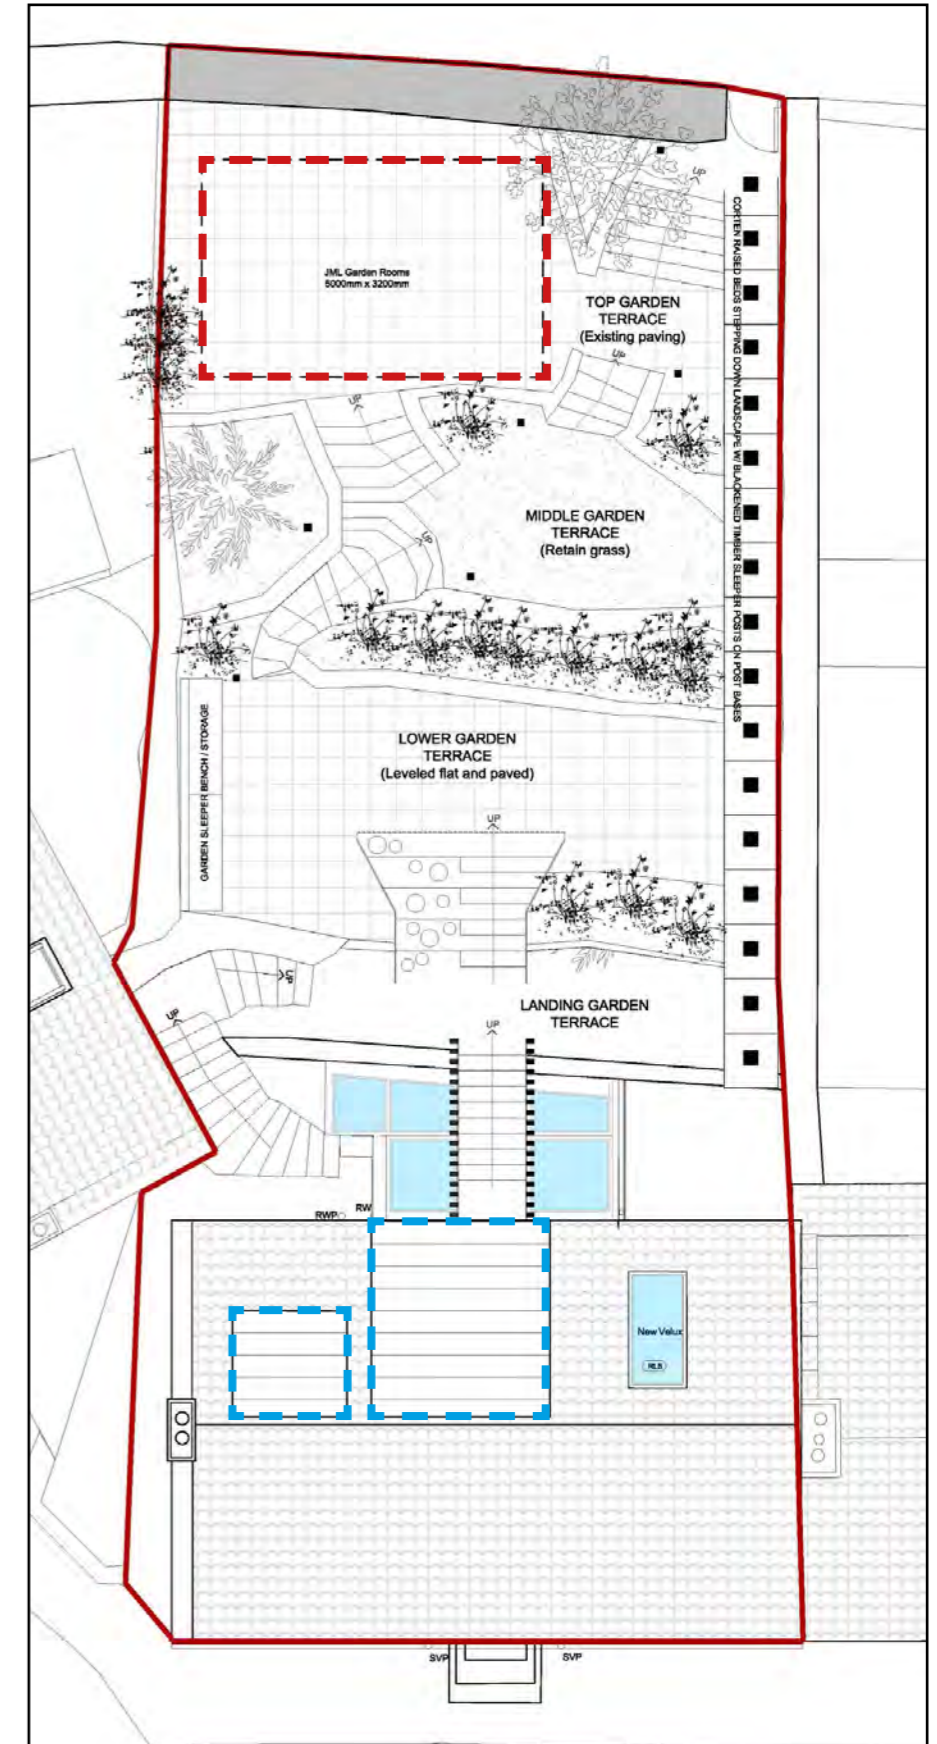 UP
JML Garden Rooms
5000mm x 3200mm
TOP GARDEN
TERRACE
(Existing paving)
UP
UP
CORTEN RAISED BEDS STEPPING DOWN LANDSCAPE W/ BLACKENED TIMBER SLEEPER POSTS ON POST BASES
MIDDLE GARDEN
TERRACE
(Retain grass)
UP
GARDEN SLEEPER BENCH / STORAGE
LOWER GARDEN
TERRACE
(Leveled flat and paved)
UP
UP
UP
LANDING GARDEN
TERRACE
UP
RWP
RW
New Velux
RLB
SVP
SVP